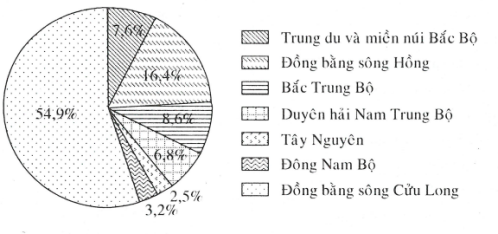 7,6%
16,4%
8,6%
6,8%
2,5%
3,2%
54,9%
Trung du và miền núi Bắc Bộ
Đồng bằng sông Hồng
Bắc Trung Bộ
Duyên hải Nam Trung Bộ
Tây Nguyên
Đông Nam Bộ
Đồng bằng sông Cửu Long